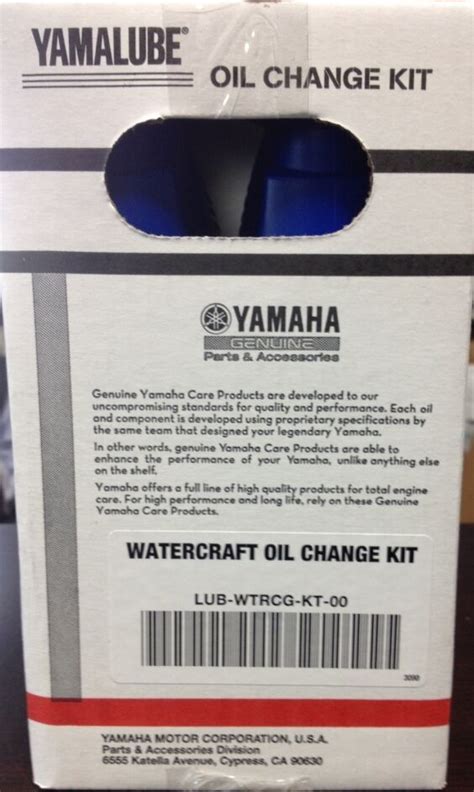 YAMALUBE®
OIL CHANGE KIT
YAMAHA
GENUINE
Parts & Accessories
Genuine Yamaha Care Products are developed to our
uncompromising standards for quality and performance. Each oil
and component is developed using proprietary specifications by
the same team that designed your legendary Yamaha.
In other words, genuine Yamaha Care Products are able to
enhance the performance of your Yamaha, unlike anything else
on the shelf.
Yamaha offers a full line of high quality products for total engine
care. For high performance and long life, rely on these Genuine
Yamaha Care Products.
WATERCRAFT OIL CHANGE KIT
LUB-WTRCG-KT-00
3090
YAMAHA MOTOR CORPORATION, U.S.A.
Parts & Accessories Division
6555 Katella Avenue, Cypress, CA 90630